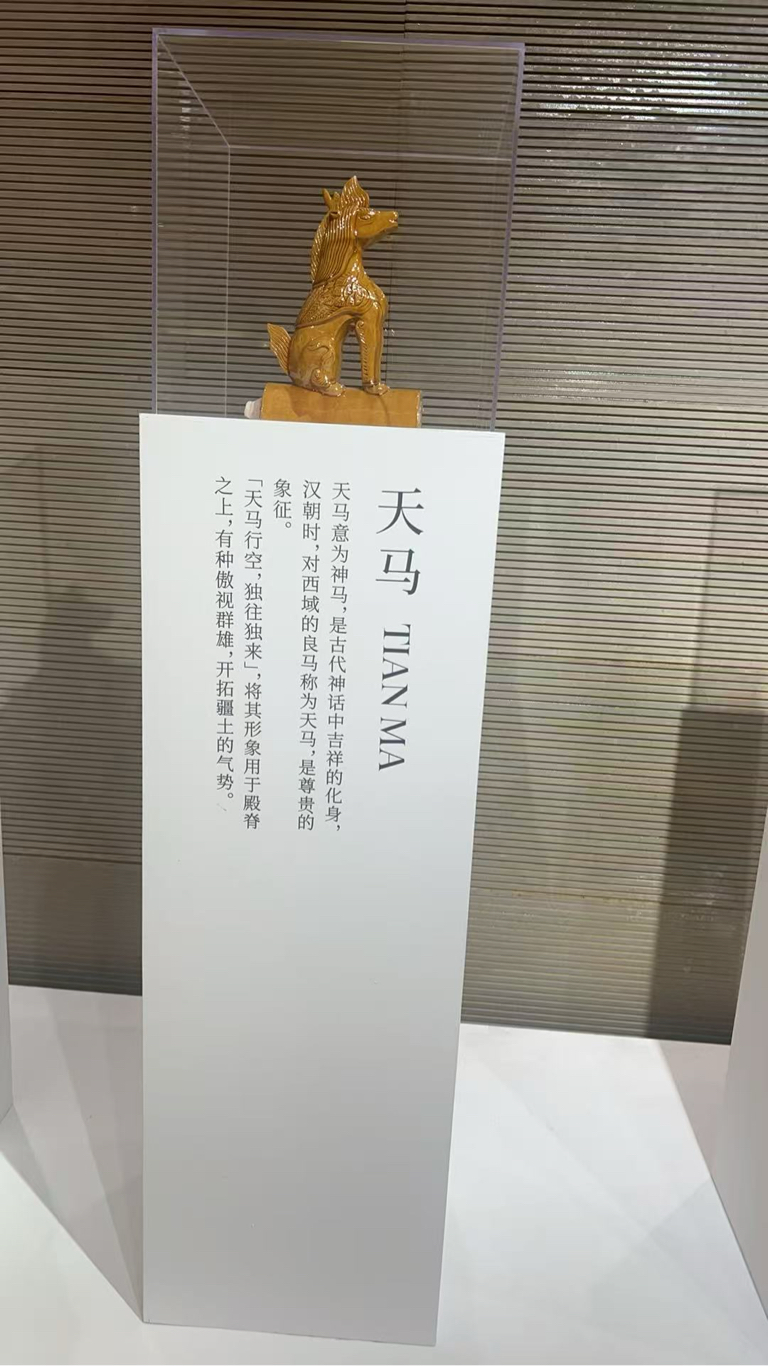 天马 TIAN MA
天马意为神马，是古代神话中吉祥的化身，
汉朝时，对西域的良马称为天马，是尊贵的
象征。
「天马行空，独往独来」，将其形象用于殿脊
之上，有种傲视群雄，开拓疆土的气势。